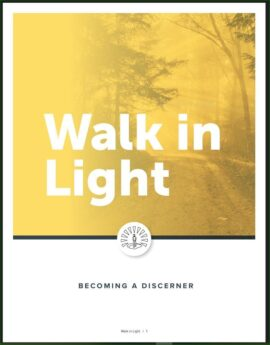 Walk in
Light
BECOMING A DISCERNER
Walk in Light • 1